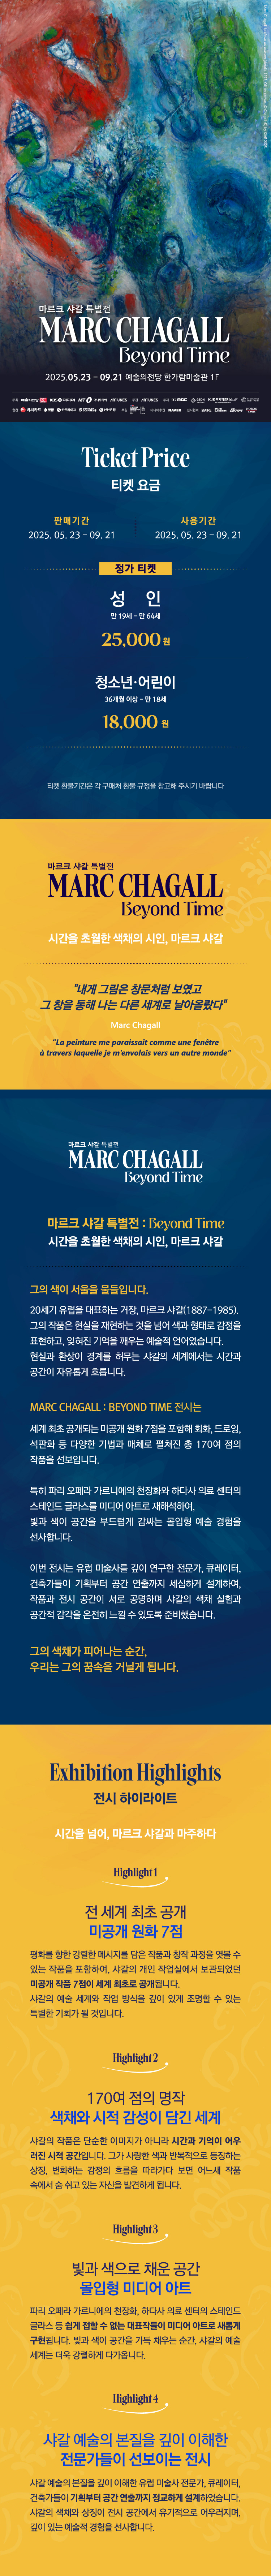 마르크 샤갈 특별전
MARC CHAGALL
Beyond Time
2025.05.23 – 09.21 예술의전당 한가람미술관 1F
Ticket Price
티켓 요금
판매기간
사용기간
2025. 05. 23 – 09. 21
2025. 05. 23 – 09. 21
정가 티켓
성 인
만 19세 – 만 64세
25,000원
청소년·어린이
36개월 이상 – 만 18세
18,000 원
티켓 환불기간은 각 구매처 환불 규정을 참고해 주시기 바랍니다
마르크 샤갈 특별전
MARC CHAGALL
Beyond Time
시간을 초월한 색채의 시인, 마르크 샤갈
"내게 그림은 창문처럼 보였고
그 창을 통해 나는 다른 세계로 날아올랐다"
Marc Chagall
"La peinture me paraissait comme une fenêtre
à travers laquelle je m'envolais vers un autre monde"
마르크 샤갈 특별전
MARC CHAGALL
Beyond Time
마르크 샤갈 특별전 : Beyond Time
시간을 초월한 색채의 시인, 마르크 샤갈
그의 색이 서울을 물들입니다.
20세기 유럽을 대표하는 거장, 마르크 샤갈(1887-1985).
그의 작품은 현실을 재현하는 것을 넘어 색과 형태로 감정을
표현하고, 잊혀진 기억을 깨우는 예술적 언어였습니다.
현실과 환상이 경계를 허무는 샤갈의 세계에서는 시간과
공간이 자유롭게 흐릅니다.
MARC CHAGALL : BEYOND TIME 전시는
세계 최초 공개되는 미공개 원화 7점을 포함해 회화, 드로잉,
석판화 등 다양한 기법과 매체로 펼쳐진 총 170여 점의
작품을 선보입니다.
특히 파리 오페라 가르니에의 천장화와 하다사 의료 센터의
스테인드 글라스를 미디어 아트로 재해석하여,
빛과 색이 공간을 부드럽게 감싸는 몰입형 예술 경험을
선사합니다.
이번 전시는 유럽 미술사를 깊이 연구한 전문가, 큐레이터,
건축가들이 기획부터 공간 연출까지 세심하게 설계하여,
작품과 전시 공간이 서로 공명하며 샤갈의 색채 실험과
공간적 감각을 온전히 느낄 수 있도록 준비했습니다.
그의 색채가 피어나는 순간,
우리는 그의 꿈속을 거닐게 됩니다.
Exhibition Highlights
전시 하이라이트
시간을 넘어, 마르크 샤갈과 마주하다
Highlight 1
전 세계 최초 공개
미공개 원화 7점
평화를 향한 강렬한 메시지를 담은 작품과 창작 과정을 엿볼 수
있는 작품을 포함하여, 샤갈의 개인 작업실에서 보관되었던
미공개 작품 7점이 세계 최초로 공개됩니다.
샤갈의 예술 세계와 작업 방식을 깊이 있게 조명할 수 있는
특별한 기회가 될 것입니다.
Highlight 2
170여 점의 명작
색채와 시적 감성이 담긴 세계
샤갈의 작품은 단순한 이미지가 아니라 시간과 기억이 어우
러진 시적 공간입니다. 그가 사랑한 색과 반복적으로 등장하는
상징, 변화하는 감정의 흐름을 따라가다 보면 어느새 작품
속에서 숨 쉬고 있는 자신을 발견하게 됩니다.
Highlight 3
빛과 색으로 채운 공간
몰입형 미디어 아트
파리 오페라 가르니에의 천장화, 하다사 의료 센터의 스테인드
글라스 등 쉽게 접할 수 없는 대표작들이 미디어 아트로 새롭게
구현됩니다. 빛과 색이 공간을 가득 채우는 순간, 샤갈의 예술
세계는 더욱 강렬하게 다가옵니다.
Highlight 4
샤갈 예술의 본질을 깊이 이해한
전문가들이 선보이는 전시
샤갈 예술의 본질을 깊이 이해한 유럽 미술사 전문가, 큐레이터,
건축가들이 기획부터 공간 연출까지 정교하게 설계하였습니다.
샤갈의 색채와 상징이 전시 공간에서 유기적으로 어우러지며,
깊이 있는 예술적 경험을 선사합니다.